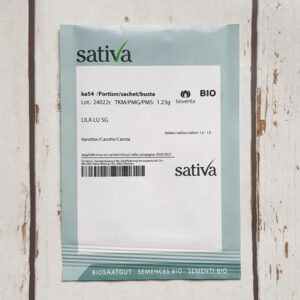 sativa
ka54 /Portion/sachet/busta
BIO
Lot.: 24022c TKM/PMG/PMS: 1.23g
bioverita
LILA LU SG
Karotten/Carotte/Carota
sativa
BIOSAATGUT · SEMENCES BIO · SEMENTI BIO